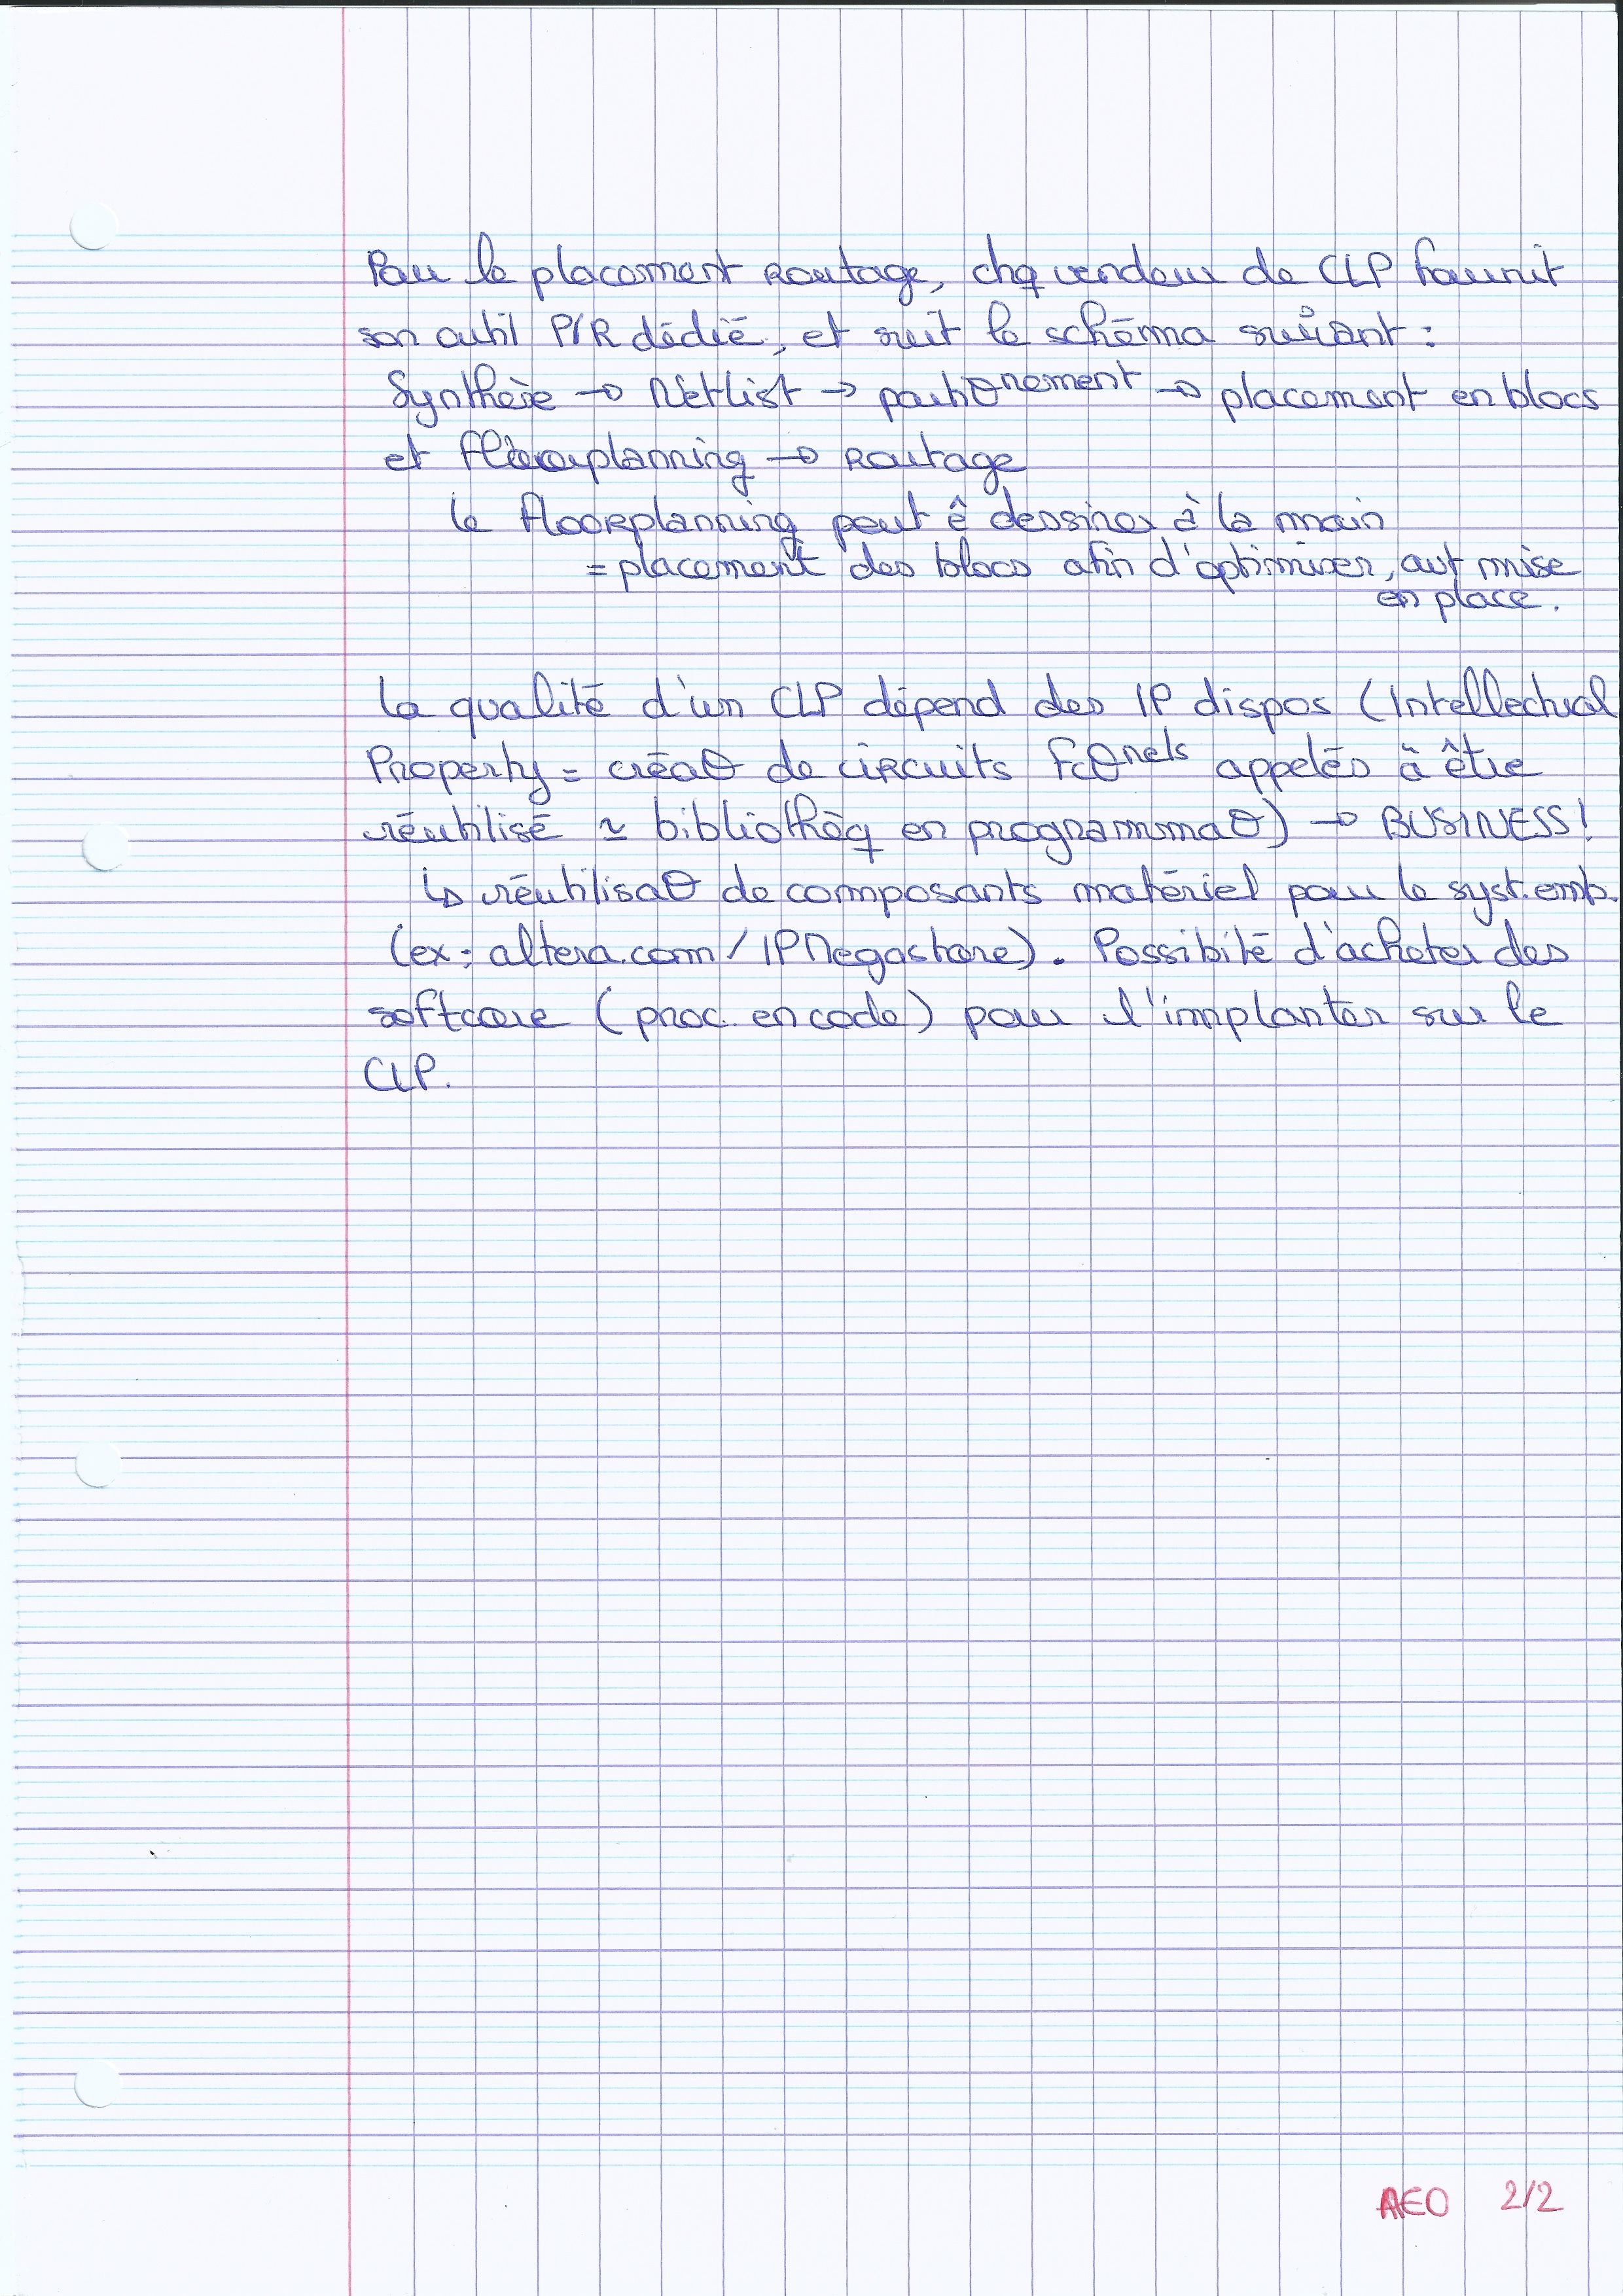 Pour le placement routage, chq vendeur de CLP fournit
son outil P/R dédié, et suit le schéma suivant :
Synthèse → Netlist → partiθnement → placement en blocs
et floorplanning → routage
le floorplanning peut ê dessiner à la main
= placement des blocs afin d'optimiser, aut mise
en place.
La qualité d'un CLP dépend des IP dispos (Intellectual
Property = créaθ de circuits fcθnels appelés à être
réutilisé ≃ bibliothèq en programmaθ) → BUSINESS!
↳ réutilisaθ de composants matériel pour le syst. emb.
(ex: altera.com/IPMegastore). Possibité d'acheter des
softcore (proc. en code) pour l'implanter sur le
CLP.
AEO 2/2